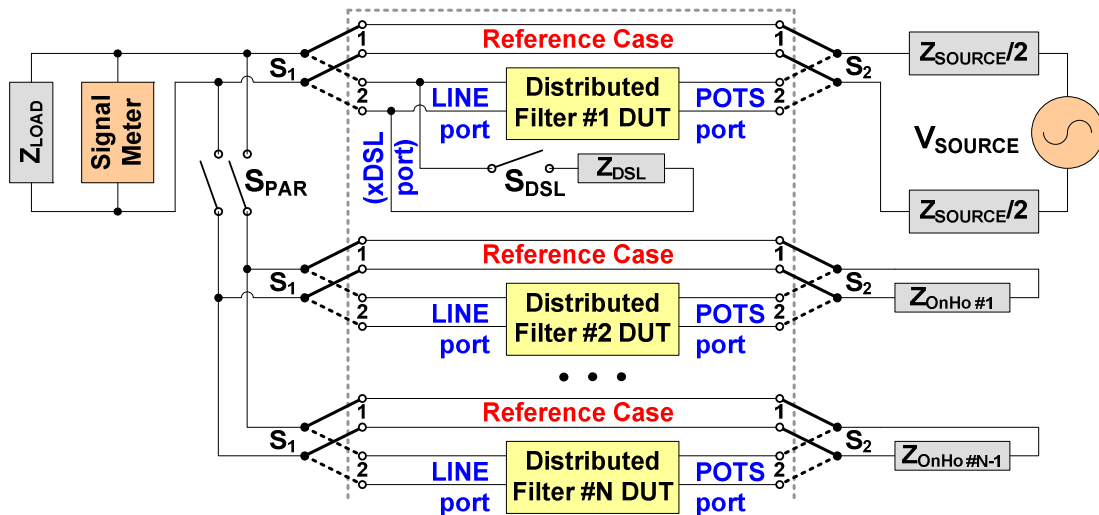 Z LOAD
Signal Meter
S1
1
Reference Case
1
S2
2
LINE port
(xDSL port)
Distributed Filter #1 DUT
POTS port
2
ZSOURCE/2
VSOURCE
ZSOURCE/2
SPAR
SDSL
ZDSL
S1
1
Reference Case
1
S2
2
LINE port
Distributed Filter #2 DUT
POTS port
2
ZOnHo #1
• • •
S1
1
Reference Case
1
S2
2
LINE port
Distributed Filter #N DUT
POTS port
2
ZOnHo #N-1